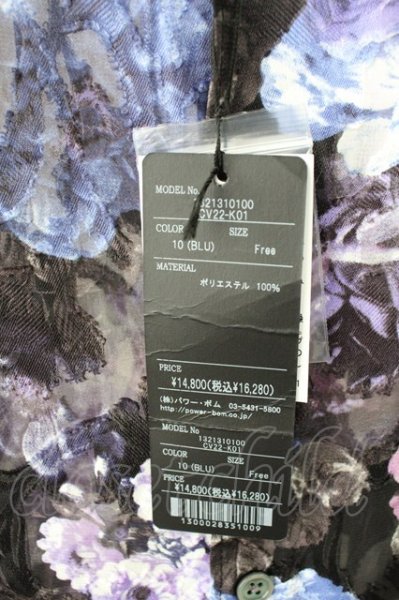 MODEL No
1321310100
CV22-K01
COLOR SIZE
10(BLU) Free
MATERIAL
ポリエステル 100%
PRICE
¥14,800(税込¥16,280)
(株)パワー・ボム 03-5431-5800
http://power-bom.co.jp/
MODEL No
1321310100
CV22-K01
COLOR SIZE
10(BLU) Free
PRICE
¥14,800(税込¥16,280)
1300028351009